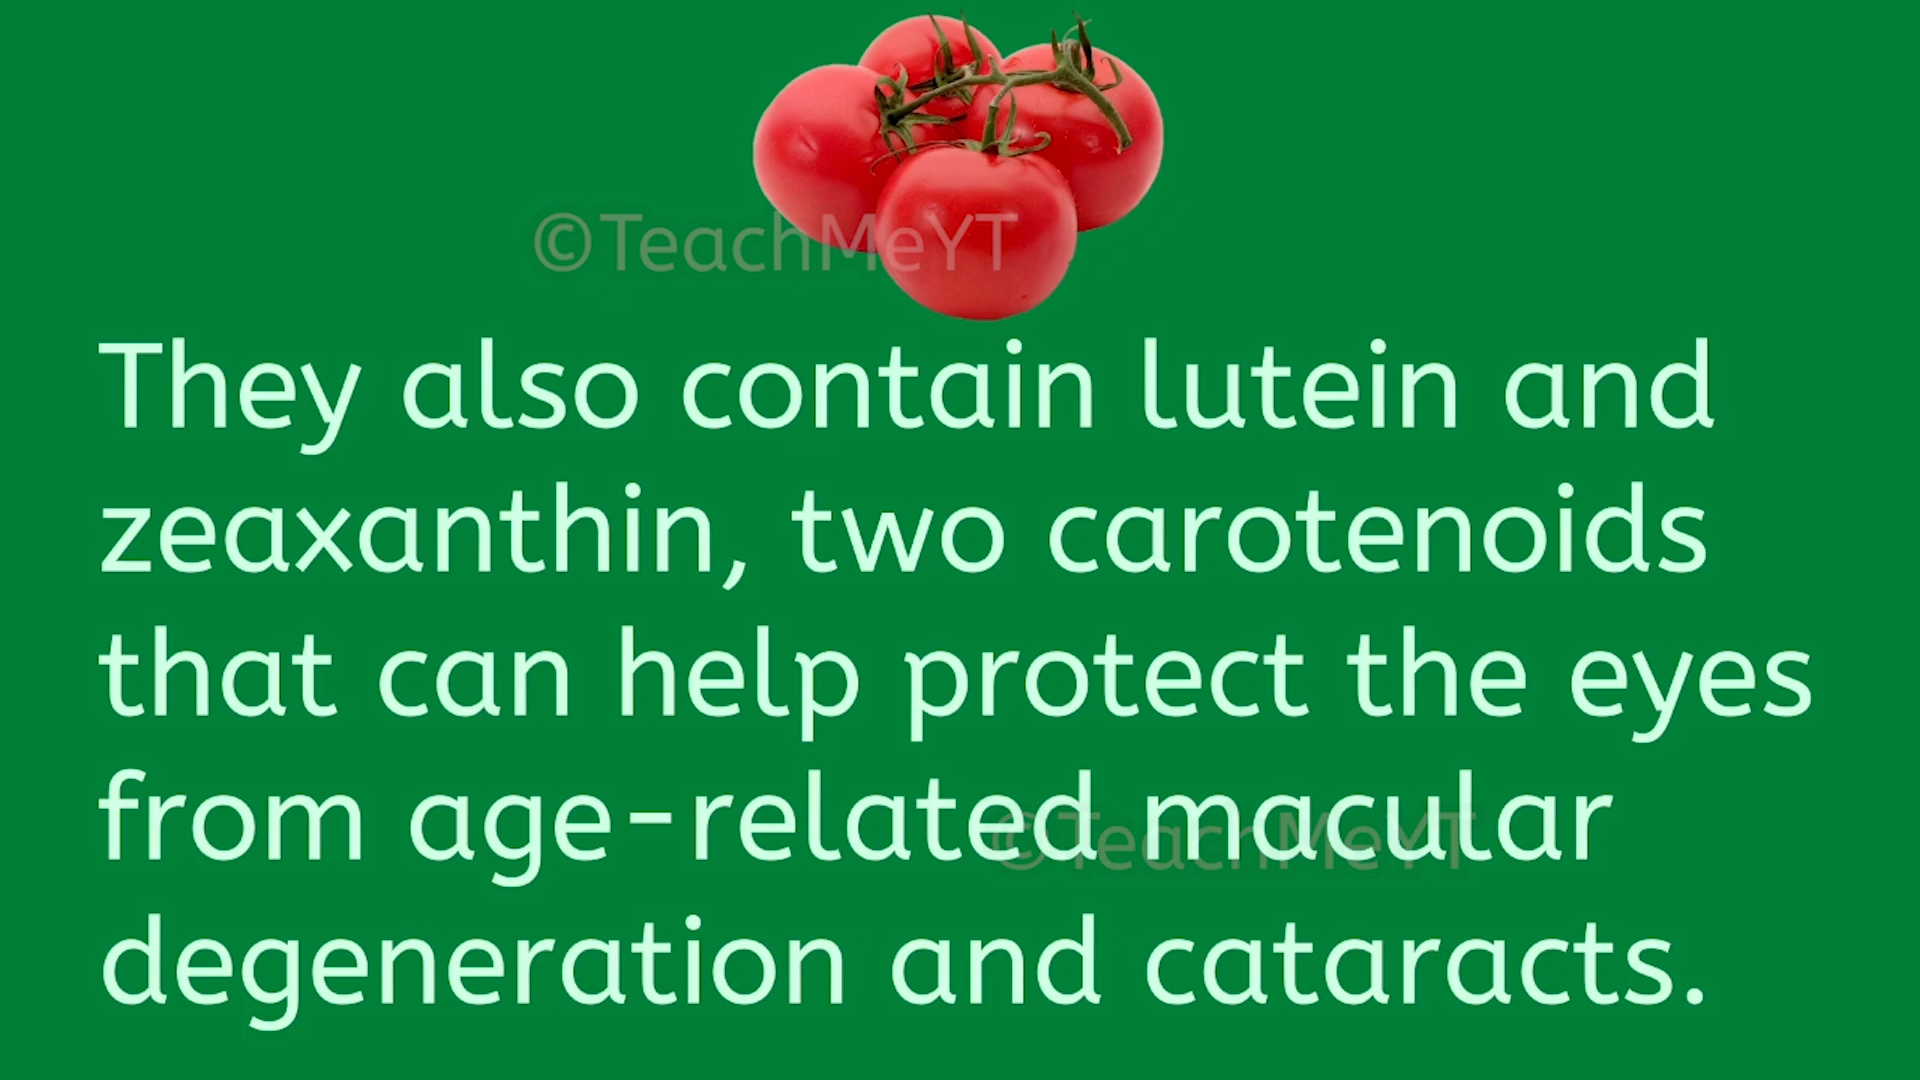 ©TeachMeYT
They also contain lutein and
zeaxanthin, two carotenoids
that can help protect the eyes
from age-related macular
©TeachMeYT
degeneration and cataracts.